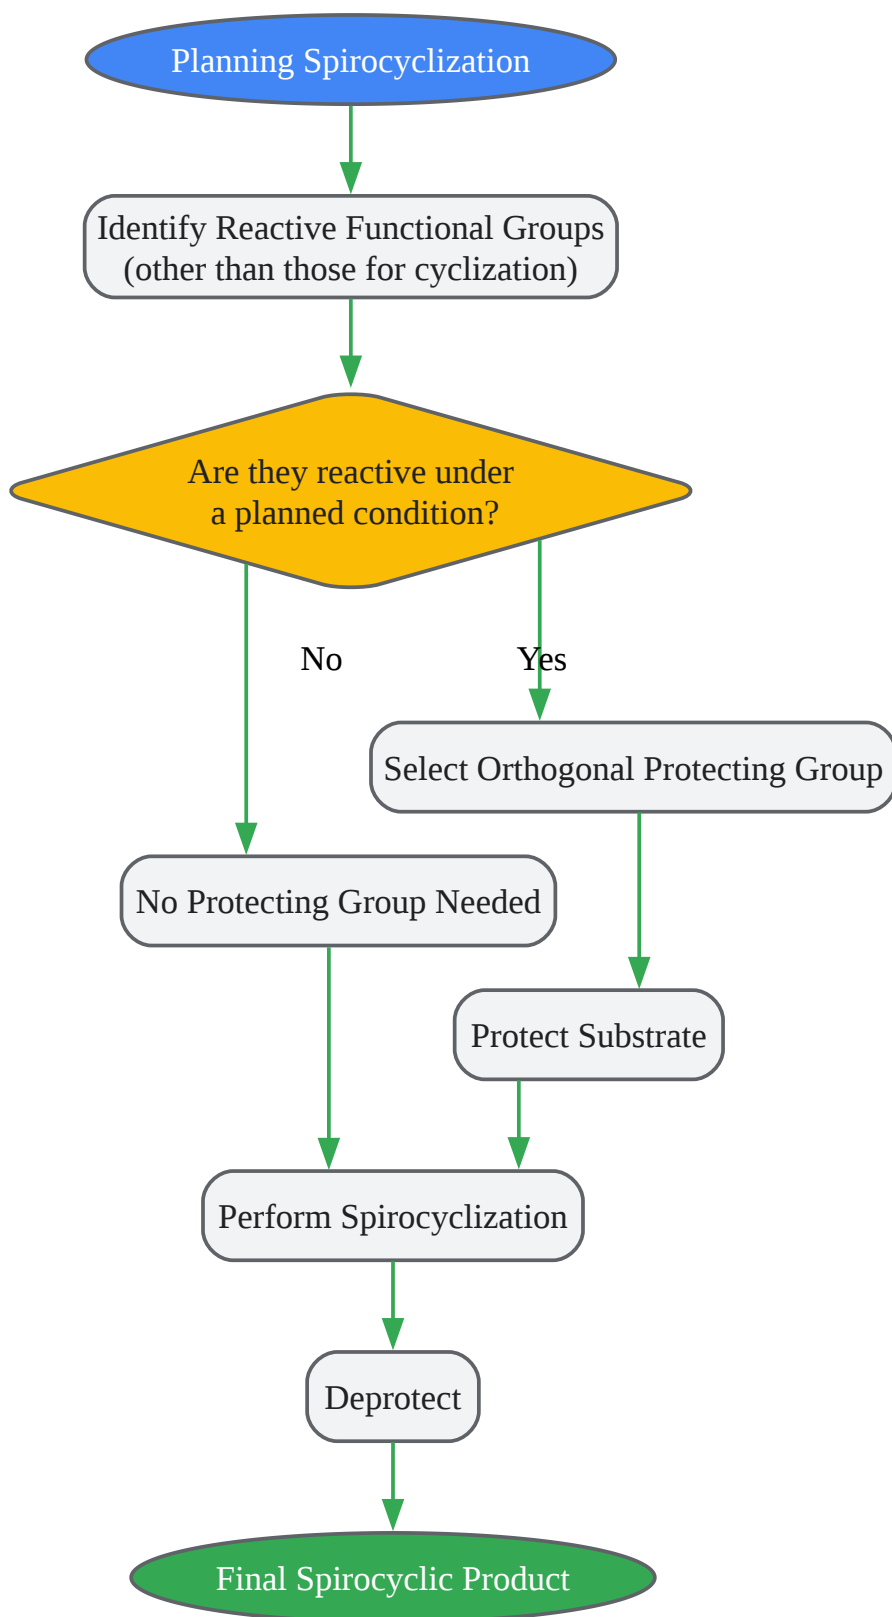 Planning Spirocyclization
Identify Reactive Functional Groups
(other than those for cyclization)
Are they reactive under
a planned condition?
No
Yes
Select Orthogonal Protecting Group
No Protecting Group Needed
Protect Substrate
Perform Spirocyclization
Deprotect
Final Spirocyclic Product